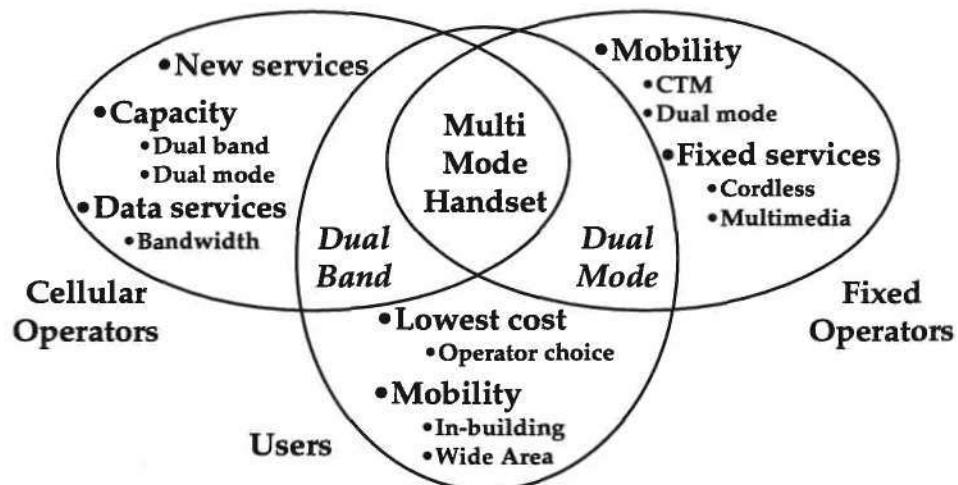 •New services
•Capacity
•Dual band
•Dual mode
•Data services
•Bandwidth
Cellular
Operators
Multi
Mode
Handset
Dual
Band
Dual
Mode
•Mobility
•CTM
•Dual mode
•Fixed services
•Cordless
•Multimedia
Fixed
Operators
•Lowest cost
•Operator choice
•Mobility
•In-building
•Wide Area
Users